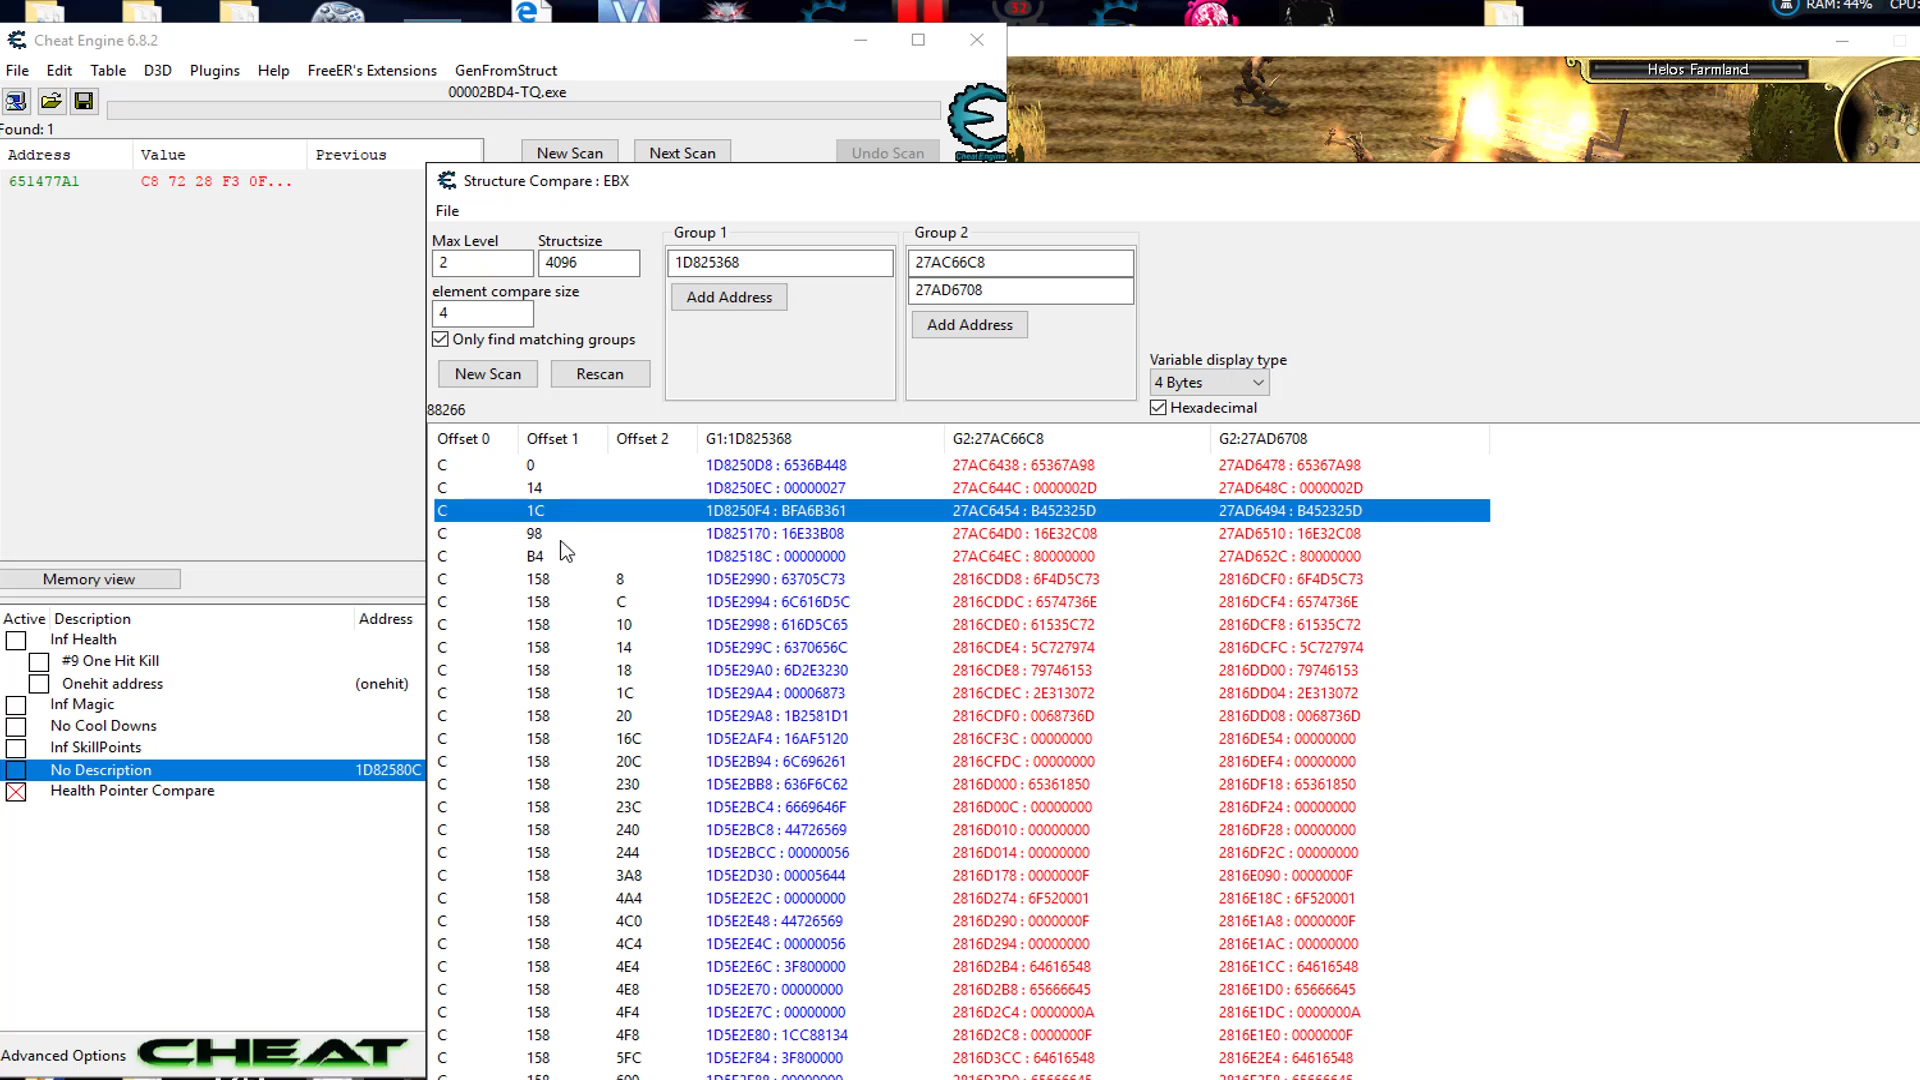 32
RAM: 44%
CPU:
Cheat Engine 6.8.2
File Edit Table D3D Plugins Help FreeER's Extensions GenFromStruct
00002BD4-TQ.exe
Helos Farmland
Found: 1
Address Value Previous
New Scan Next Scan Undo Scan
Cheat Engine
651477A1 C8 72 28 F3 0F...
Structure Compare : EBX
File
Max Level Structsize Group 1 Group 2
2 4096 1D825368 27AC66C8
element compare size Add Address 27AD6708
4 Add Address
Only find matching groups
New Scan Rescan
Variable display type
4 Bytes
Hexadecimal
88266
Offset 0 Offset 1 Offset 2 G1:1D825368 G2:27AC66C8 G2:27AD6708
C 0 1D8250D8 : 6536B448 27AC6438 : 65367A98 27AD6478 : 65367A98
C 14 1D8250EC : 00000027 27AC644C : 0000002D 27AD648C : 0000002D
C 1C 1D8250F4 : BFA6B361 27AC6454 : B452325D 27AD6494 : B452325D
C 98 1D825170 : 16E33B08 27AC64D0 : 16E32C08 27AD6510 : 16E32C08
C B4 1D82518C : 00000000 27AC64EC : 80000000 27AD652C : 80000000
C 158 8 1D5E2990 : 63705C73 2816CDD8 : 6F4D5C73 2816DCF0 : 6F4D5C73
C 158 C 1D5E2994 : 6C616D5C 2816CDDC : 6574736E 2816DCF4 : 6574736E
C 158 10 1D5E2998 : 616D5C65 2816CDE0 : 61535C72 2816DCF8 : 61535C72
C 158 14 1D5E299C : 6370656C 2816CDE4 : 5C727974 2816DCFC : 5C727974
C 158 18 1D5E29A0 : 6D2E3230 2816CDE8 : 79746153 2816DD00 : 79746153
C 158 1C 1D5E29A4 : 00006873 2816CDEC : 2E313072 2816DD04 : 2E313072
C 158 20 1D5E29A8 : 1B2581D1 2816CDF0 : 0068736D 2816DD08 : 0068736D
C 158 16C 1D5E2AF4 : 16AF5120 2816CF3C : 00000000 2816DE54 : 00000000
C 158 20C 1D5E2B94 : 6C696261 2816CFDC : 00000000 2816DEF4 : 00000000
C 158 230 1D5E2BB8 : 636F6C62 2816D000 : 65361850 2816DF18 : 65361850
C 158 23C 1D5E2BC4 : 6669646F 2816D00C : 00000000 2816DF24 : 00000000
C 158 240 1D5E2BC8 : 44726569 2816D010 : 00000000 2816DF28 : 00000000
C 158 244 1D5E2BCC : 00000056 2816D014 : 00000000 2816DF2C : 00000000
C 158 3A8 1D5E2D30 : 00005644 2816D178 : 0000000F 2816E090 : 0000000F
C 158 4A4 1D5E2E2C : 00000000 2816D274 : 6F520001 2816E18C : 6F520001
C 158 4C0 1D5E2E48 : 44726569 2816D290 : 0000000F 2816E1A8 : 0000000F
C 158 4C4 1D5E2E4C : 00000056 2816D294 : 00000000 2816E1AC : 00000000
C 158 4E4 1D5E2E6C : 3F800000 2816D2B4 : 64616548 2816E1CC : 64616548
C 158 4E8 1D5E2E70 : 00000000 2816D2B8 : 65666645 2816E1D0 : 65666645
C 158 4F4 1D5E2E7C : 00000000 2816D2C4 : 0000000A 2816E1DC : 0000000A
C 158 4F8 1D5E2E80 : 1CC88134 2816D2C8 : 0000000F 2816E1E0 : 0000000F
C 158 5FC 1D5E2F84 : 3F800000 2816D3CC : 64616548 2816E2E4 : 64616548
Memory view
Active Description Address
Inf Health
#9 One Hit Kill
Onehit address (onehit)
Inf Magic
No Cool Downs
Inf SkillPoints
No Description 1D82580C
Health Pointer Compare
Advanced Options
CHEAT